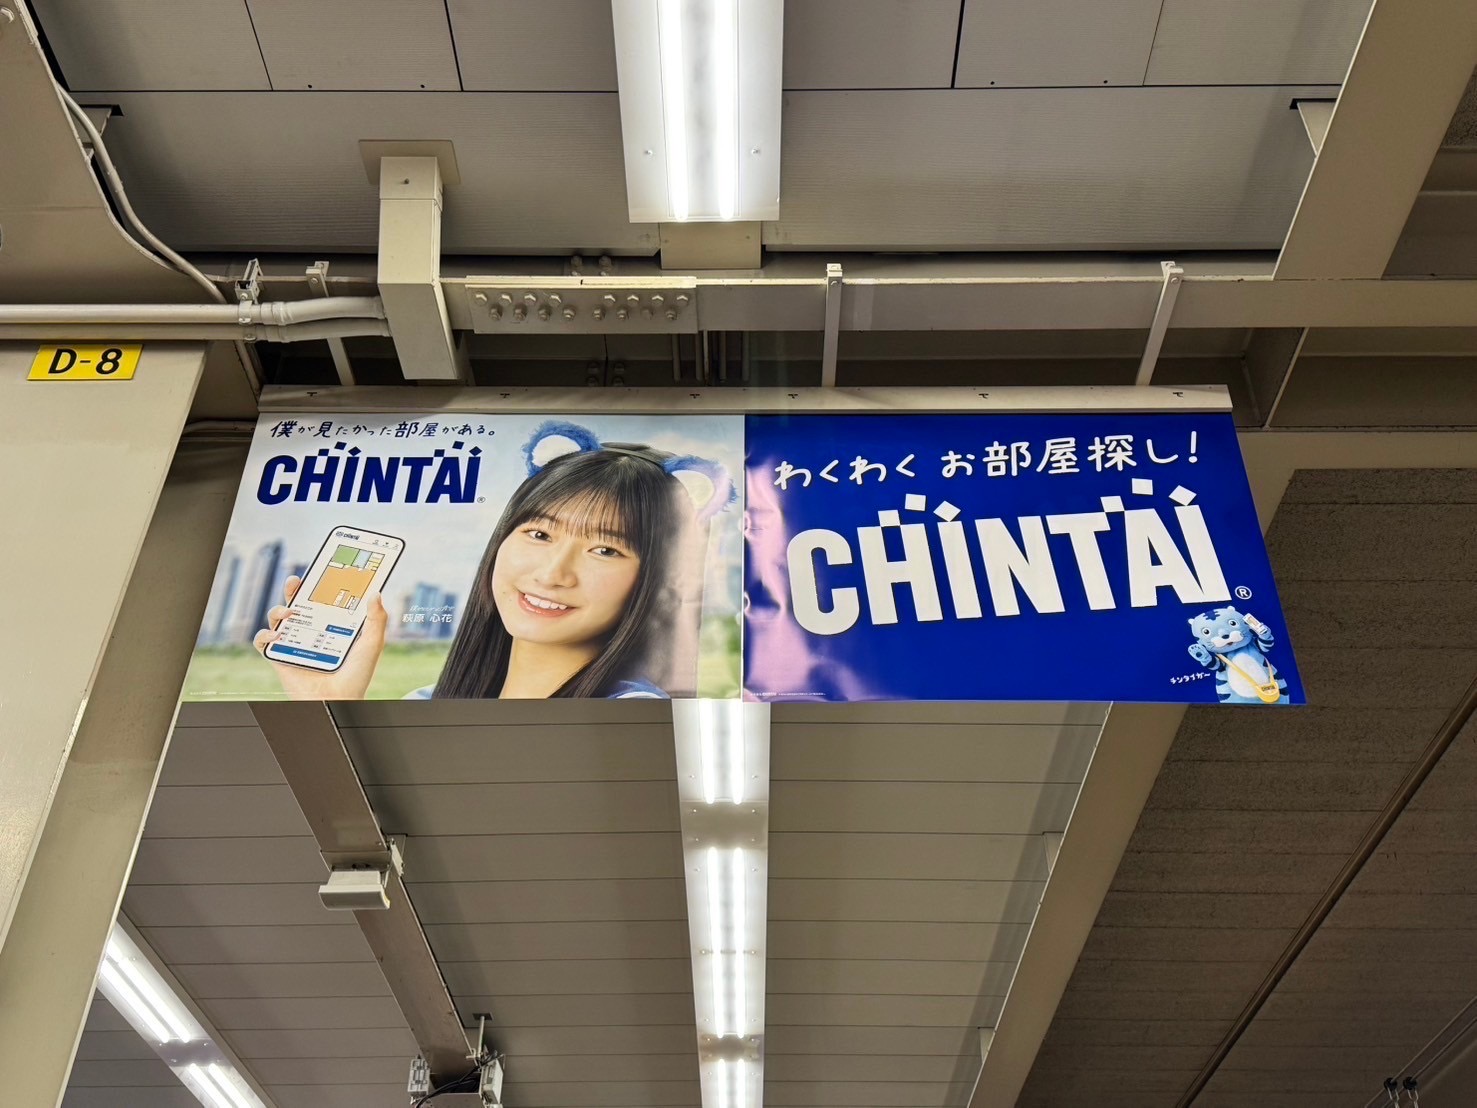 D-8
僕が見たかった部屋がある。
CHINTAI®
萩原 心花
わくわく お部屋探し!
CHINTAI®
チンタイガー